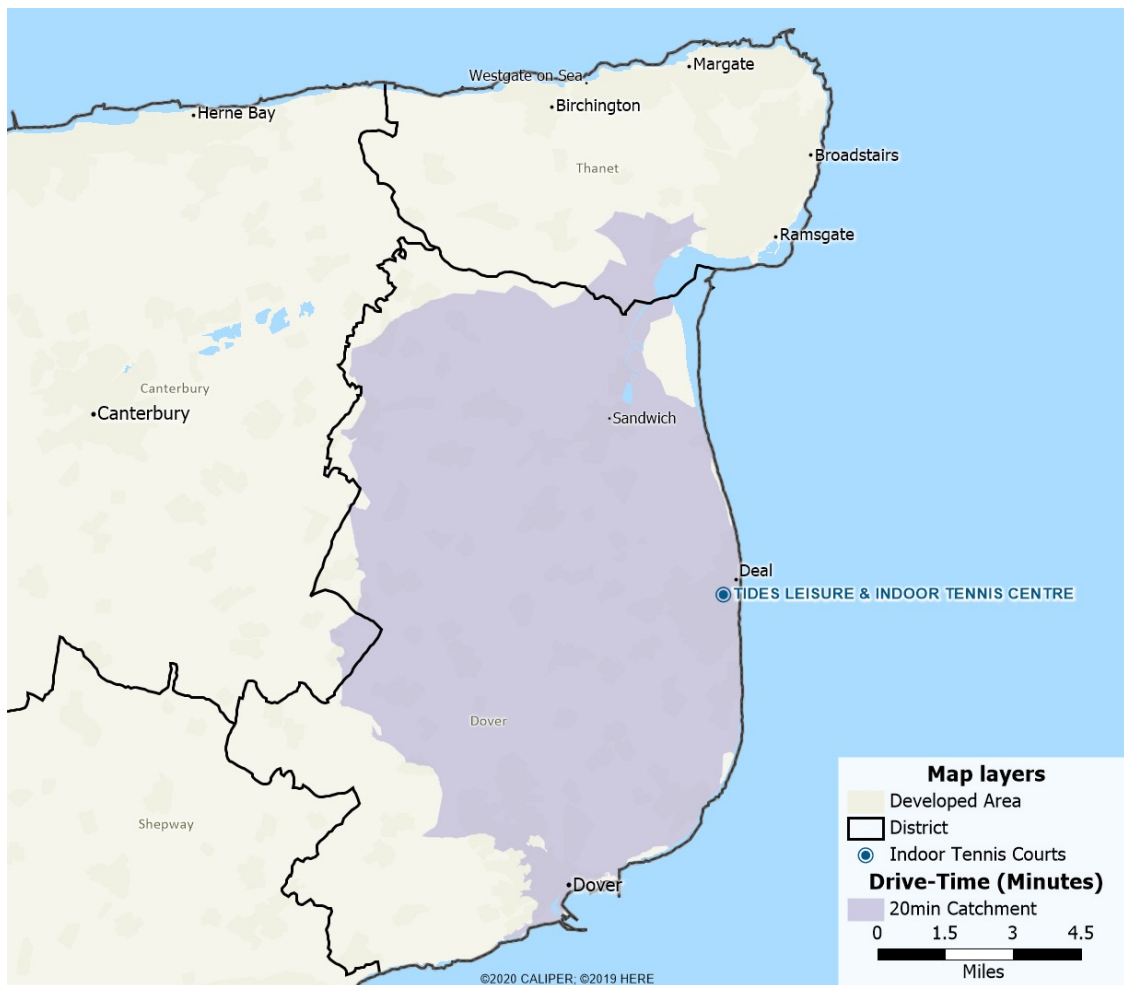 Margate
Westgate on Sea
Birchington
Herne Bay
Broadstairs
Thanet
Ramsgate
Canterbury
Canterbury
Sandwich
Deal
TIDES LEISURE & INDOOR TENNIS CENTRE
Dover
Shepway
Dover
Map layers
Developed Area
District
Indoor Tennis Courts
Drive-Time (Minutes)
20min Catchment
0 1.5 3 4.5
Miles
©2020 CALIPER; ©2019 HERE